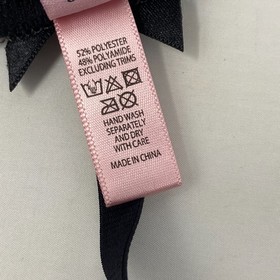 52% POLYESTER
48% POLYAMIDE
EXCLUDING TRIMS
HAND WASH
SEPARATELY
AND DRY
WITH CARE
MADE IN CHINA